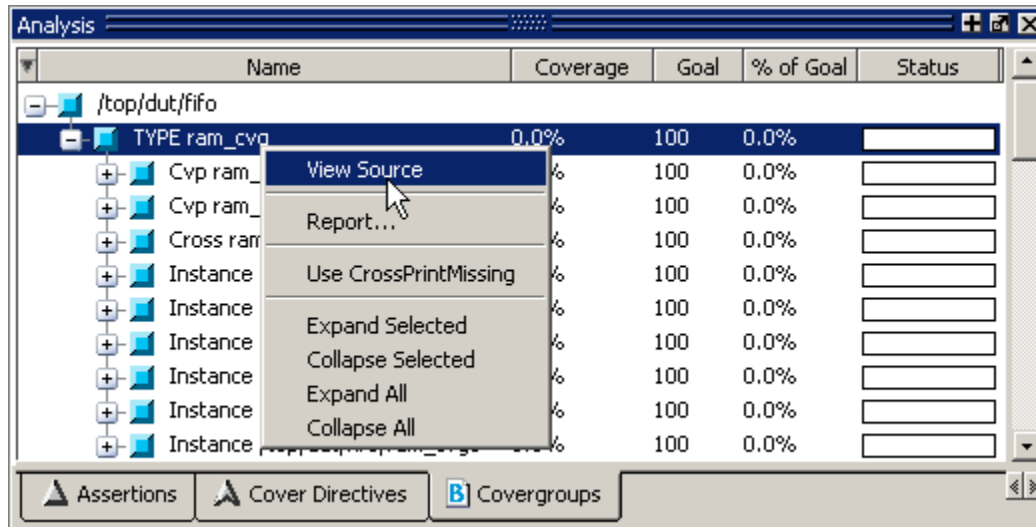 Analysis
Name Coverage Goal % of Goal Status
/top/dut/fifo
TYPE ram_cvg 0.0% 100 0.0%
Cvp ram_ % 100 0.0%
Cvp ram_ % 100 0.0%
Cross ram % 100 0.0%
Instance % 100 0.0%
Instance % 100 0.0%
Instance % 100 0.0%
Instance % 100 0.0%
Instance % 100 0.0%
Instance 100 0.0%
View Source
Report...
Use CrossPrintMissing
Expand Selected
Collapse Selected
Expand All
Collapse All
Assertions Cover Directives Covergroups